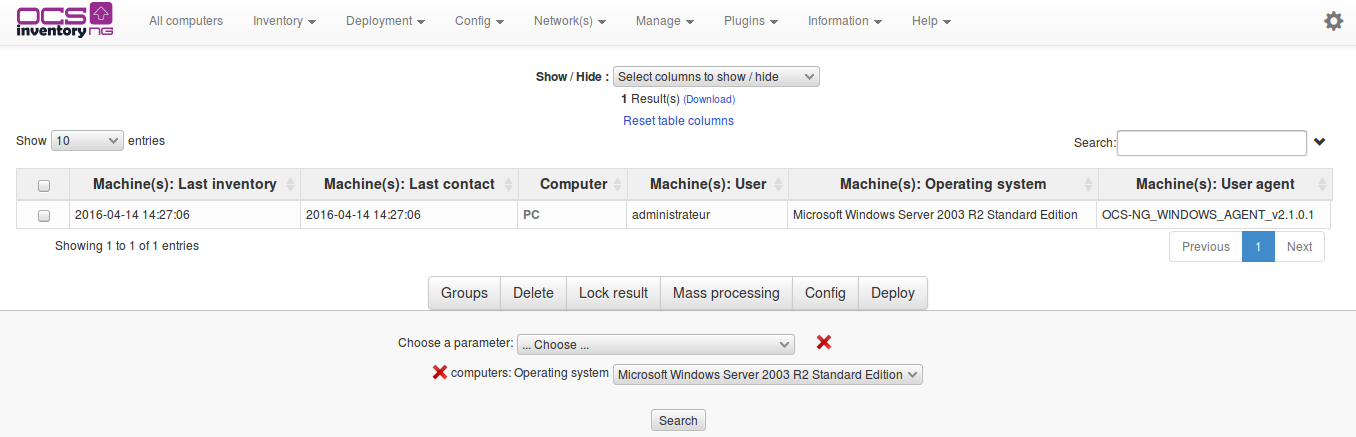 OCS inventory NG All computers Inventory Deployment Config Network(s) Manage Plugins Information Help
Show / Hide : Select columns to show / hide
1 Result(s) (Download)
Reset table columns
Show 10 entries Search:
Machine(s): Last inventory Machine(s): Last contact Computer Machine(s): User Machine(s): Operating system Machine(s): User agent
2016-04-14 14:27:06 2016-04-14 14:27:06 PC administrateur Microsoft Windows Server 2003 R2 Standard Edition OCS-NG_WINDOWS_AGENT_v2.1.0.1
Showing 1 to 1 of 1 entries Previous 1 Next
Groups Delete Lock result Mass processing Config Deploy
Choose a parameter: ... Choose ...
computers: Operating system Microsoft Windows Server 2003 R2 Standard Edition
Search